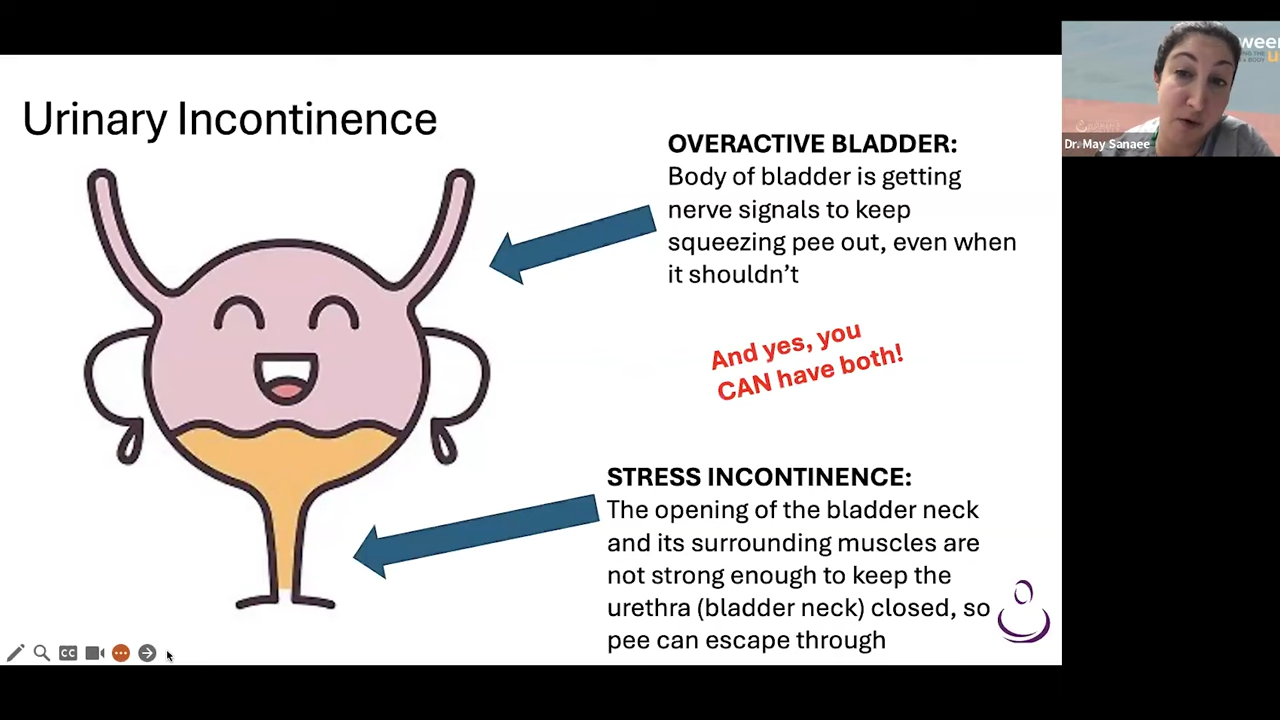 Urinary Incontinence
OVERACTIVE BLADDER:
Body of bladder is getting
nerve signals to keep
squeezing pee out, even when
it shouldn’t
And yes, you
CAN have both!
STRESS INCONTINENCE:
The opening of the bladder neck
and its surrounding muscles are
not strong enough to keep the
urethra (bladder neck) closed, so
pee can escape through
Dr. May Sanaee
CC